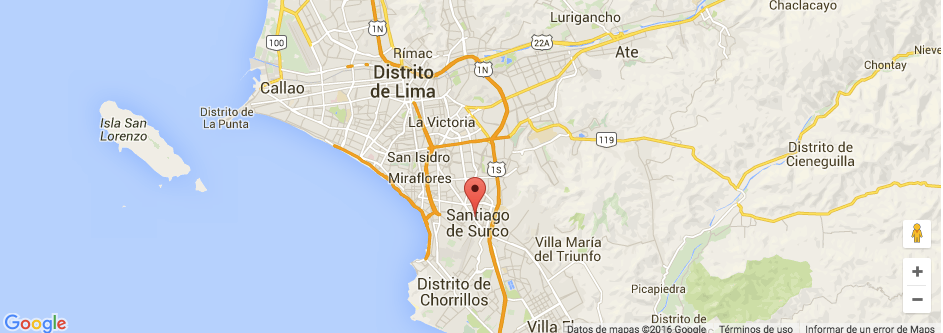 Chaclacayo
Lurigancho
1N
100
22A
Rímac
Ate
Nieve
Chontay
1N
Distrito
de Lima
Callao
Distrito de
La Punta
La Victoria
Isla San
Lorenzo
119
Distrito de
Cieneguilla
San Isidro
1S
Miraflores
Santiago
de Surco
Villa María
del Triunfo
Distrito de
Chorrillos
Picapiedra
Distrito de
Villa El
Google
Datos de mapas ©2016 Google
Términos de uso
Informar de un error de Maps